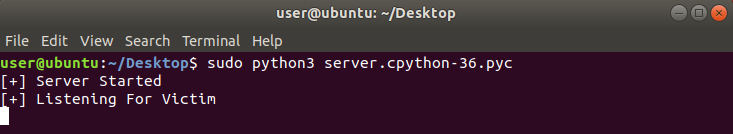 user@ubuntu: ~/Desktop
File Edit View Search Terminal Help
user@ubuntu:~/Desktop$ sudo python3 server.cpython-36.pyc
[+] Server Started
[+] Listening For Victim